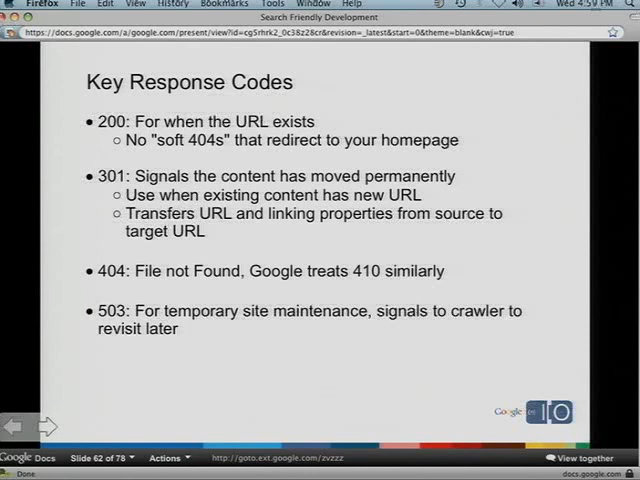 Firefox File Edit View History Bookmarks Tools Window Help Wed 4:59 PM
Search Friendly Development
https://docs.google.com/a/google.com/present/view?id=cg5rhrk2_0c38z28cr&revision=_latest&start=0&theme=blank&cwj=true
Key Response Codes
• 200: For when the URL exists
• No "soft 404s" that redirect to your homepage
• 301: Signals the content has moved permanently
• Use when existing content has new URL
• Transfers URL and linking properties from source to
target URL
• 404: File not Found, Google treats 410 similarly
• 503: For temporary site maintenance, signals to crawler to
revisit later
Google I/O
Google Docs Slide 62 of 78 Actions http://goto.ext.google.com/zvzzz View together
Done docs.google.com